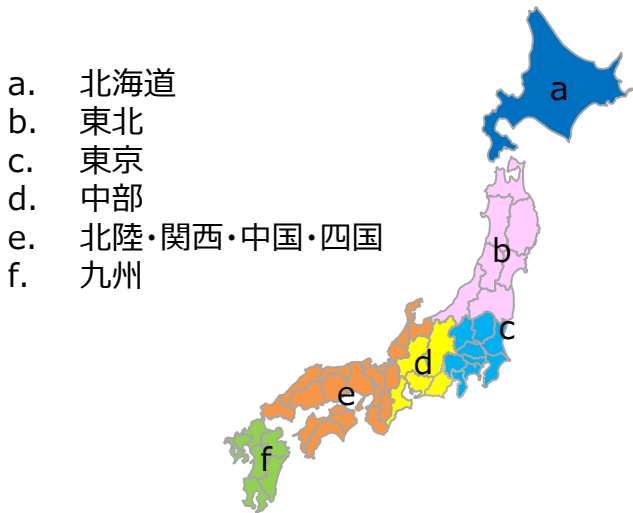 a. 北海道
b. 東北
c. 東京
d. 中部
e. 北陸・関西・中国・四国
f. 九州
a
b
c
d
e
f